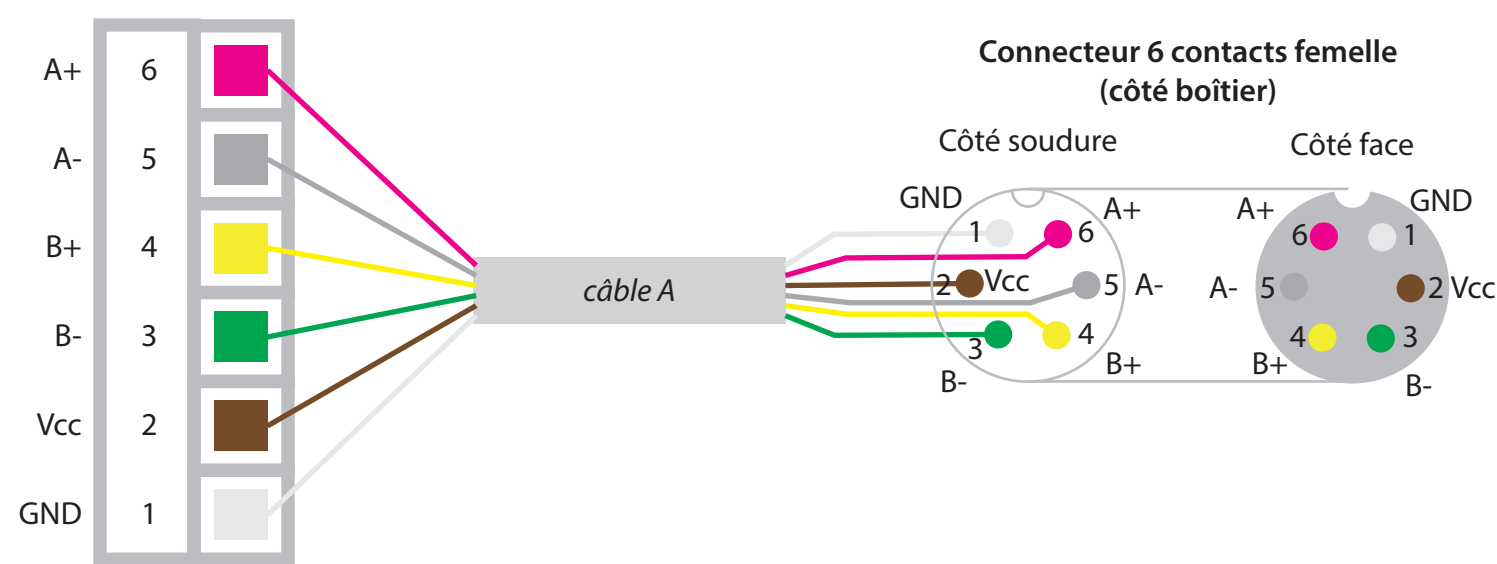 A+ 6
A- 5
B+ 4
B- 3
Vcc 2
GND 1
câble A
Connecteur 6 contacts femelle
(côté boîtier)
Côté soudure
GND
A+
1 6
2 Vcc 5 A-
3 4
B- B+
Côté face
A+ GND
6 1
A- 5 2 Vcc
4 3
B+ B-